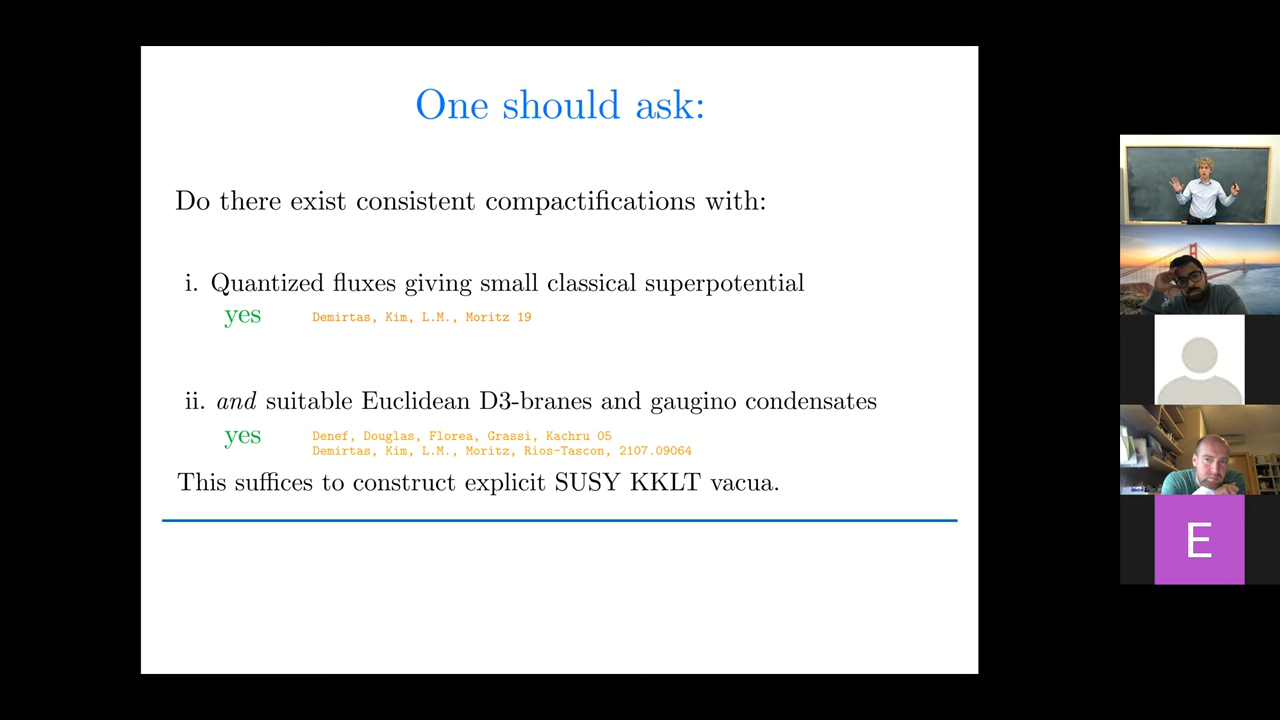 One should ask:
Do there exist consistent compactifications with:
i. Quantized fluxes giving small classical superpotential
yes Demirtas, Kim, L.M., Moritz 19
ii. and suitable Euclidean D3-branes and gaugino condensates
yes Denef, Douglas, Florea, Grassi, Kachru 05
Demirtas, Kim, L.M., Moritz, Rios-Tascon, 2107.09064
This suffices to construct explicit SUSY KKLT vacua.
E